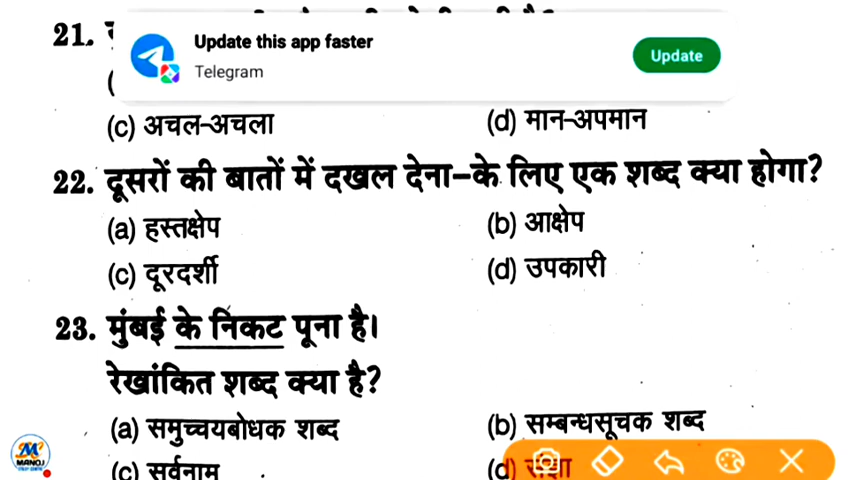 21.
Update this app faster
Telegram
Update
(c) अचल-अचला (d) मान-अपमान
22. दूसरों की बातों में दखल देना–के लिए एक शब्द क्या होगा?
(a) हस्तक्षेप (b) आक्षेप
(c) दूरदर्शी (d) उपकारी
23. मुंबई के निकट पूना है।
रेखांकित शब्द क्या है?
(a) समुच्चयबोधक शब्द (b) सम्बन्धसूचक शब्द
(c) सर्वनाम (d) संज्ञा
MANOJ